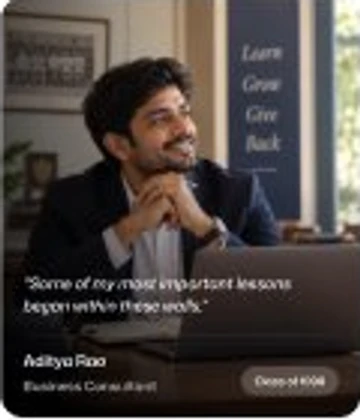 Learn
Grow
Give
Back
"Some of my most important lessons
began within these walls."
Aditya Rao
Business Consultant
Class of